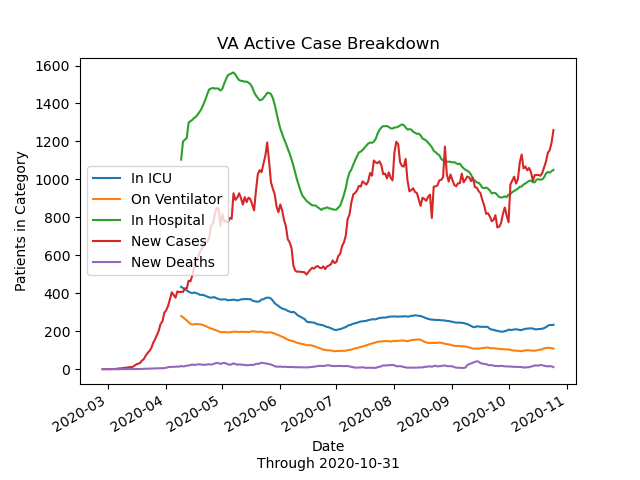 VA Active Case Breakdown
Patients in Category
1600
1400
1200
1000
800
600
400
200
0
In ICU
On Ventilator
In Hospital
New Cases
New Deaths
2020-03
2020-04
2020-05
2020-06
2020-07
2020-08
2020-09
2020-10
2020-11
Date
Through 2020-10-31